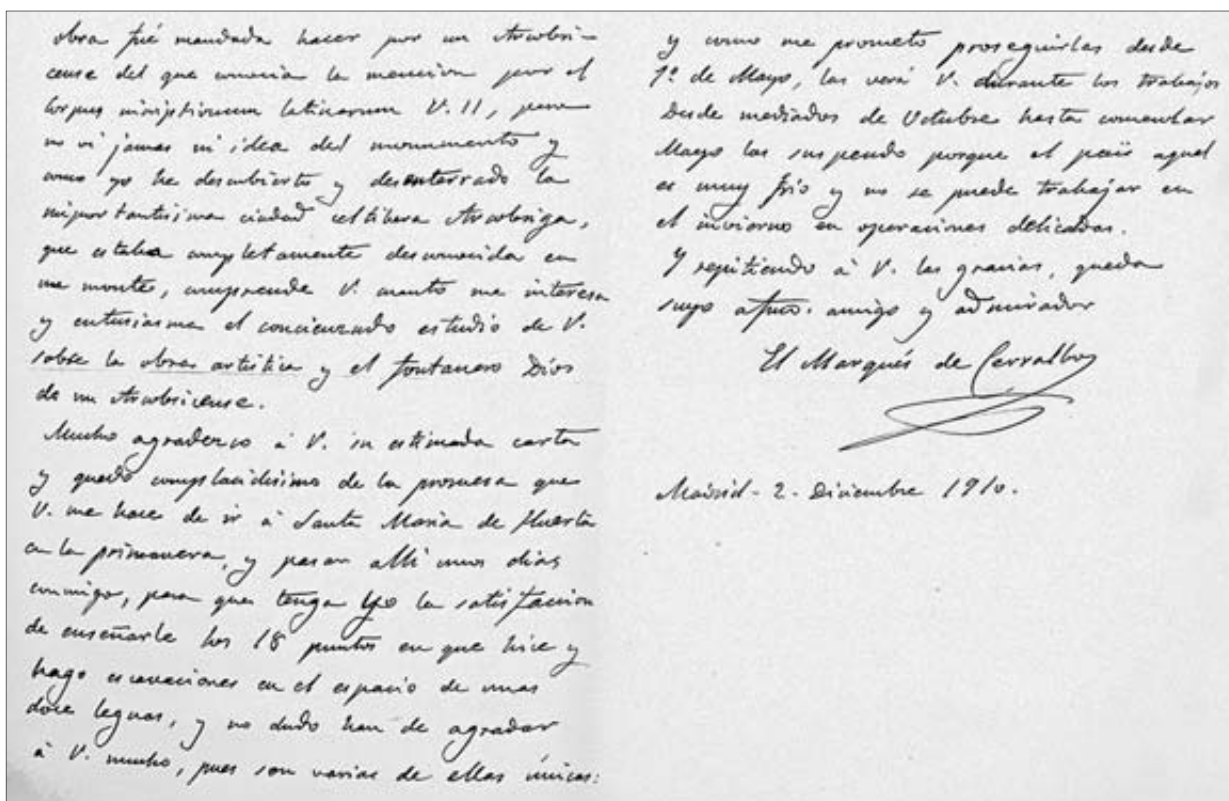 obra fué mandada hacer por un Arcobri-
cense del que conocia la mencion por el
Corpus inscriptionum latinarum V. II, pero
no vi jamas ni idea del monumento y
como yo he descubierto y desenterrado la
importantisima ciudad celtibera Arcobriga,
que estaba completamente desconocida en
me monte, comprende V. cuanto me interesa
y entusiasma el concienzudo estudio de V.
sobre la obra artística y el fontanero Dios
de un Arcobricense.
Mucho agradezco á V. su estimada carta
y quedo complacidisimo de la promesa que
V. me hace de ir á Santa Maria de Huerta
en la primavera, y pasar alli unos dias
conmigo, para que tenga yo la satisfaccion
de enseñarle los 18 puntos en que hice y
hago escavaciones en el espacio de unas
doce leguas, y no dudo han de agradar
á V. mucho, pues son varias de ellas únicas:
y como me prometo proseguirlas desde
1º de Mayo, las verá V. durante los trabajos
Desde mediados de Octubre hasta comenzar
Mayo las suspendo porque el país aquel
es muy frio y no se puede trabajar en
el invierno en operaciones delicadas.
Y repitiendo á V. las gracias, queda
suyo afmo. amigo y admirador
El Marqués de Cerralbo
Madrid - 2 - Diciembre 1910.